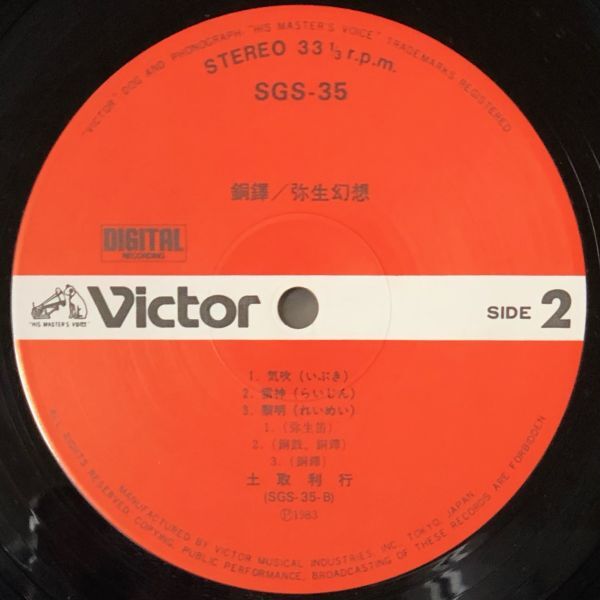 "VICTOR" DOG AND PHONOGRAPH "HIS MASTER'S VOICE" TRADEMARKS REGISTERED
STEREO 33 1/3 r.p.m.
SGS-35
銅鐸/弥生幻想
DIGITAL
RECORDING
"HIS MASTER'S VOICE"
Victor
SIDE 2
1. 気吹(いぶき)
2. 雷神(らいじん)
3. 黎明(れいめい)
1. (弥生笛)
2. (銅鼓、銅鐸)
3. (銅鐸)
土取利行
(SGS-35-B)
Ⓟ1983
ALL RIGHTS RESERVED. COPYING, PUBLIC PERFORMANCE, BROADCASTING OF THESE RECORDS ARE FORBIDDEN
MANUFACTURED BY VICTOR MUSICAL INDUSTRIES, INC. TOKYO, JAPAN